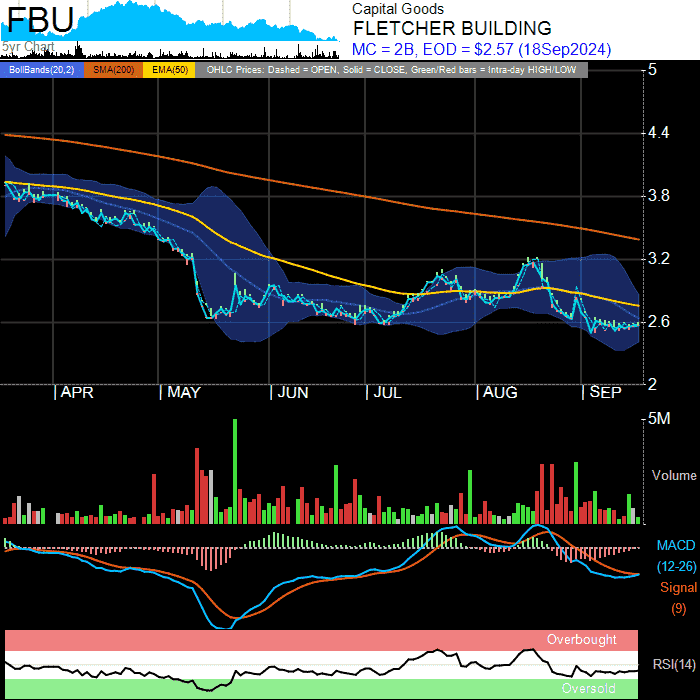 FBU
5yr Chart
Capital Goods
FLETCHER BUILDING
MC = 2B, EOD = $2.57 (18Sep2024)
BollBands(20,2) SMA(200) EMA(50) OHLC Prices: Dashed = OPEN, Solid = CLOSE, Green/Red bars = Intra-day HIGH/LOW
5
4.4
3.8
3.2
2.6
2
APR MAY JUN JUL AUG SEP
5M
Volume
MACD
(12-26)
Signal
(9)
Overbought
RSI(14)
Oversold